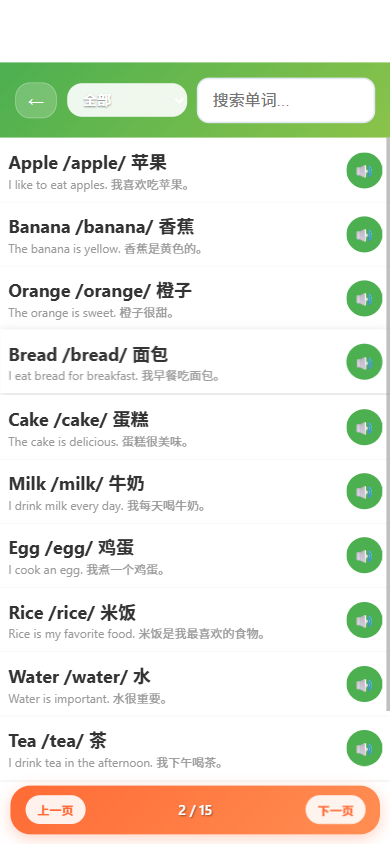 ← 全部 搜索单词...
Apple /apple/ 苹果
I like to eat apples. 我喜欢吃苹果。
Banana /banana/ 香蕉
The banana is yellow. 香蕉是黄色的。
Orange /orange/ 橙子
The orange is sweet. 橙子很甜。
Bread /bread/ 面包
I eat bread for breakfast. 我早餐吃面包。
Cake /cake/ 蛋糕
The cake is delicious. 蛋糕很美味。
Milk /milk/ 牛奶
I drink milk every day. 我每天喝牛奶。
Egg /egg/ 鸡蛋
I cook an egg. 我煮一个鸡蛋。
Rice /rice/ 米饭
Rice is my favorite food. 米饭是我最喜欢的食物。
Water /water/ 水
Water is important. 水很重要。
Tea /tea/ 茶
I drink tea in the afternoon. 我下午喝茶。
上一页 2 / 15 下一页